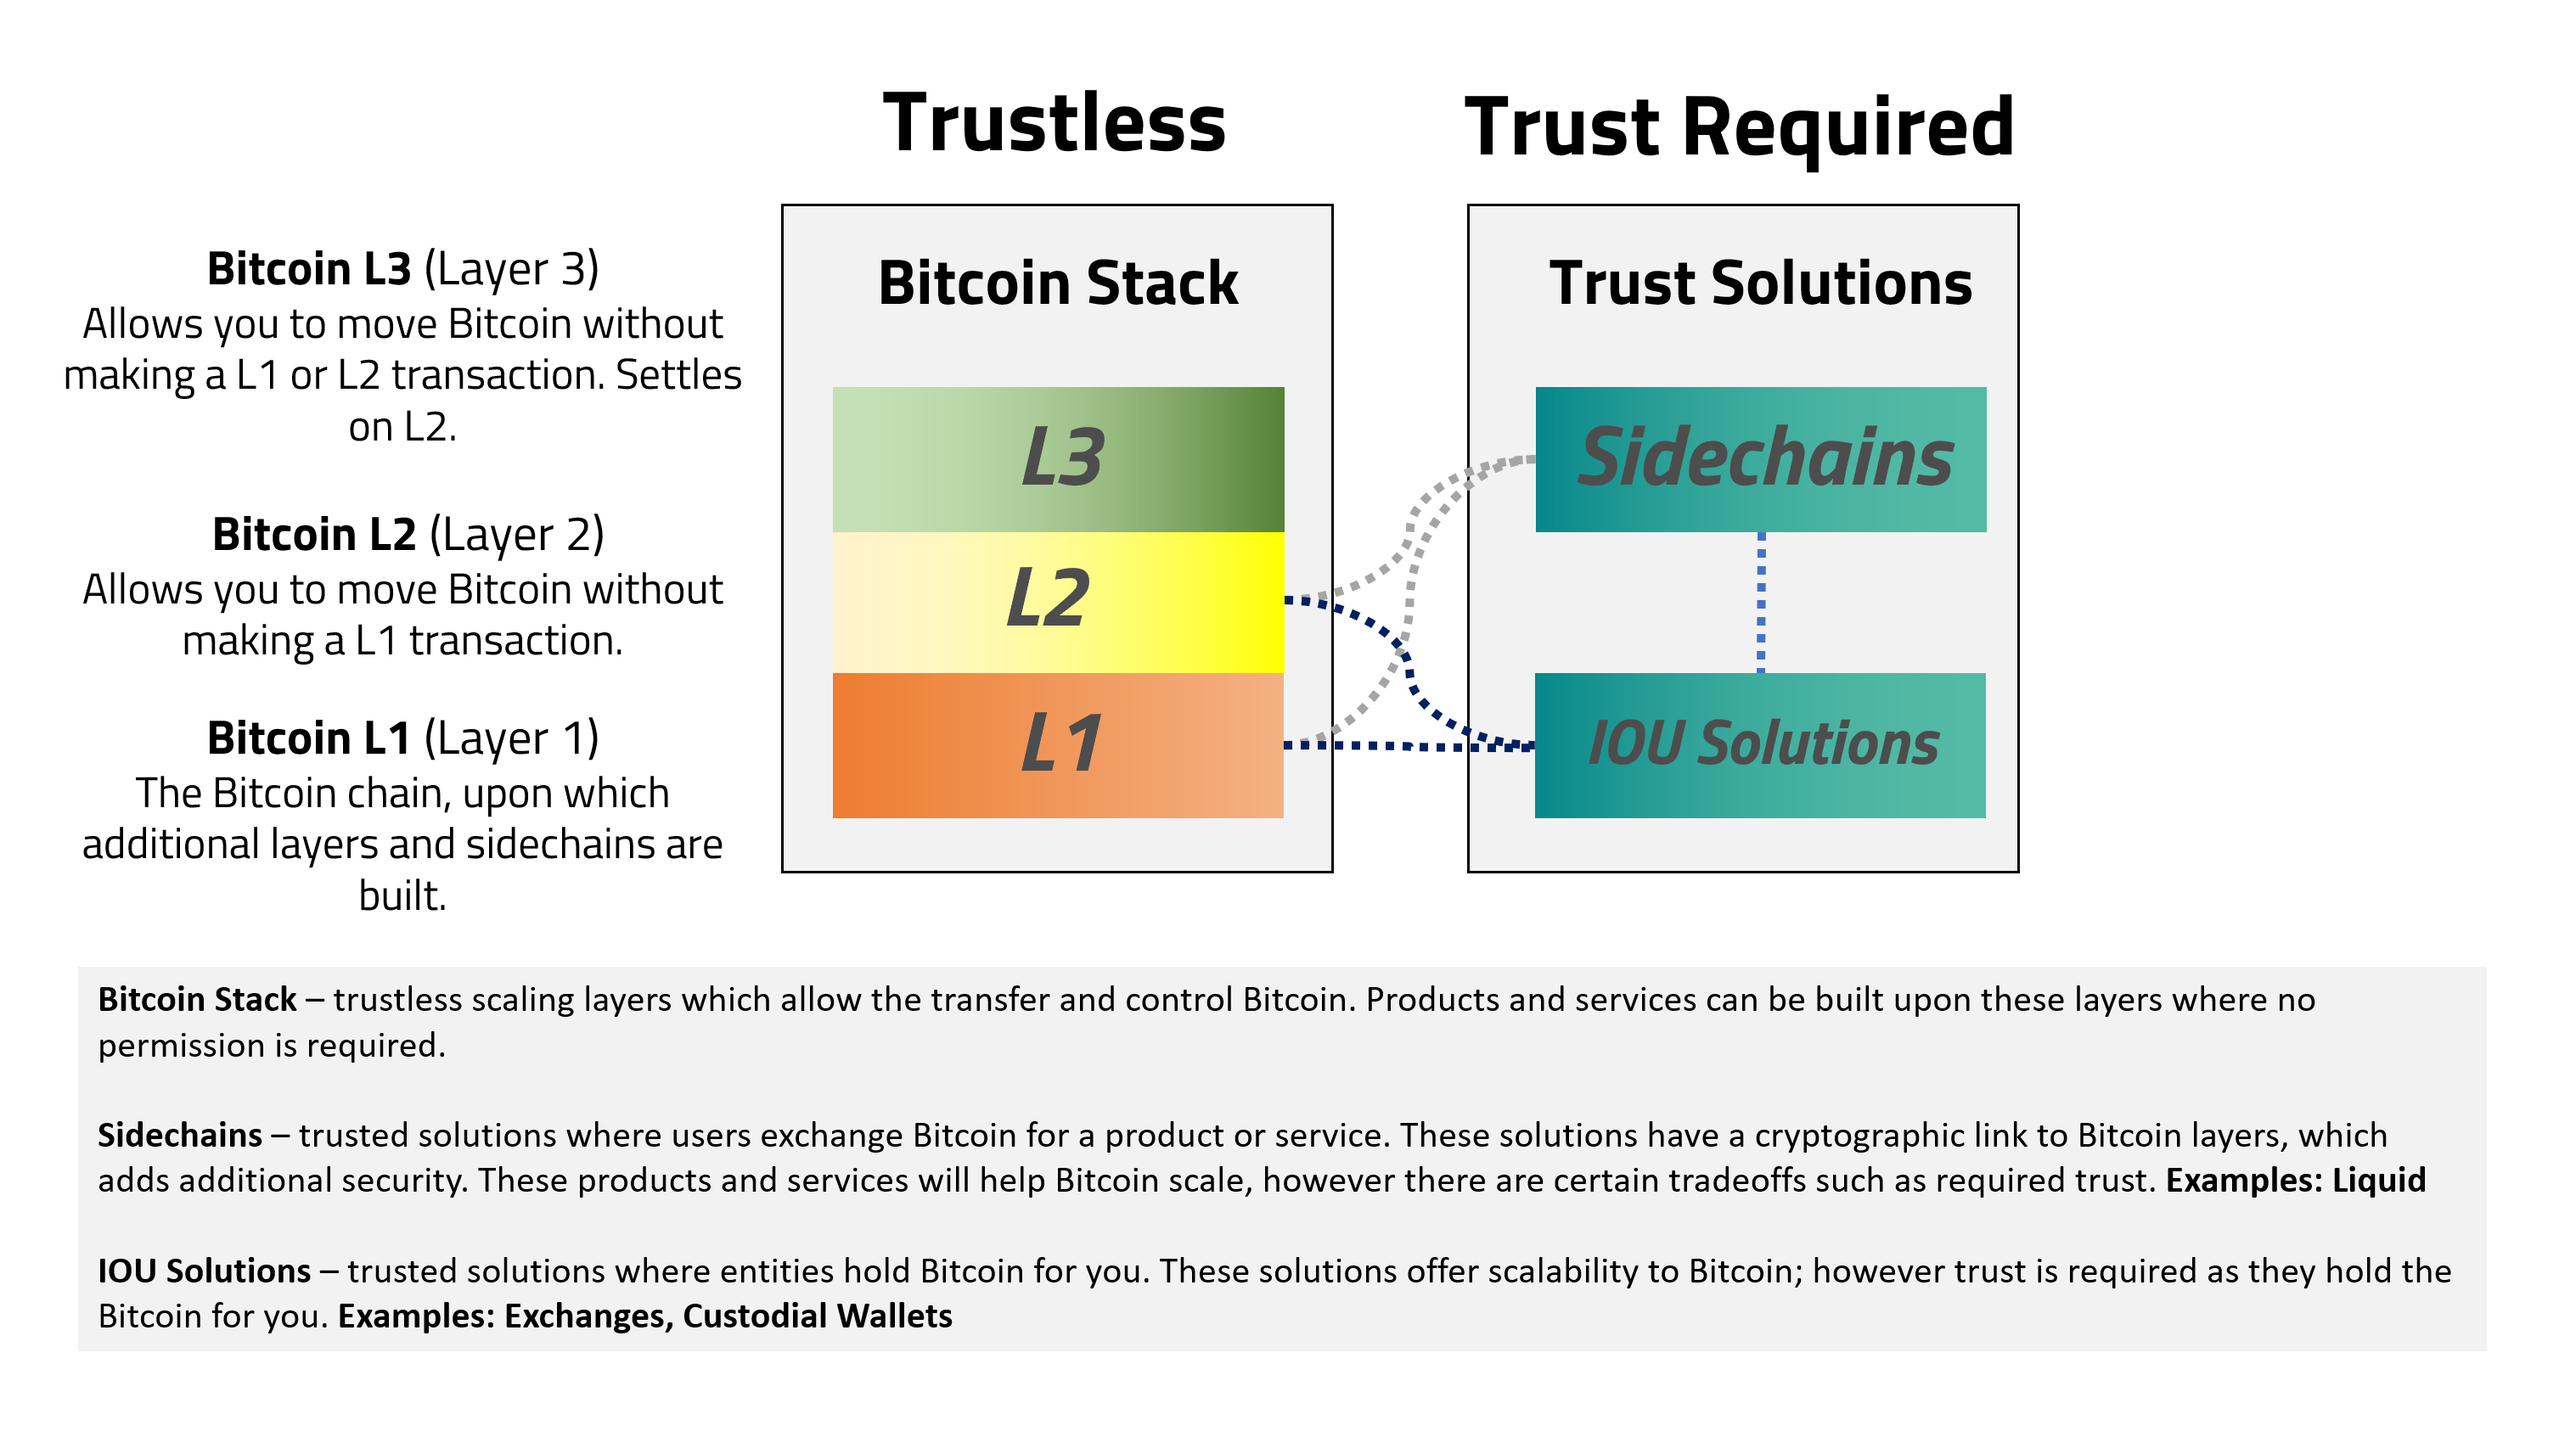 Trustless
Trust Required
Bitcoin L3 (Layer 3)
Allows you to move Bitcoin without
making a L1 or L2 transaction. Settles
on L2.
Bitcoin L2 (Layer 2)
Allows you to move Bitcoin without
making a L1 transaction.
Bitcoin L1 (Layer 1)
The Bitcoin chain, upon which
additional layers and sidechains are
built.
Bitcoin Stack
L3
L2
L1
Trust Solutions
Sidechains
IOU Solutions
Bitcoin Stack – trustless scaling layers which allow the transfer and control Bitcoin. Products and services can be built upon these layers where no
permission is required.
Sidechains – trusted solutions where users exchange Bitcoin for a product or service. These solutions have a cryptographic link to Bitcoin layers, which
adds additional security. These products and services will help Bitcoin scale, however there are certain tradeoffs such as required trust. Examples: Liquid
IOU Solutions – trusted solutions where entities hold Bitcoin for you. These solutions offer scalability to Bitcoin; however trust is required as they hold the
Bitcoin for you. Examples: Exchanges, Custodial Wallets